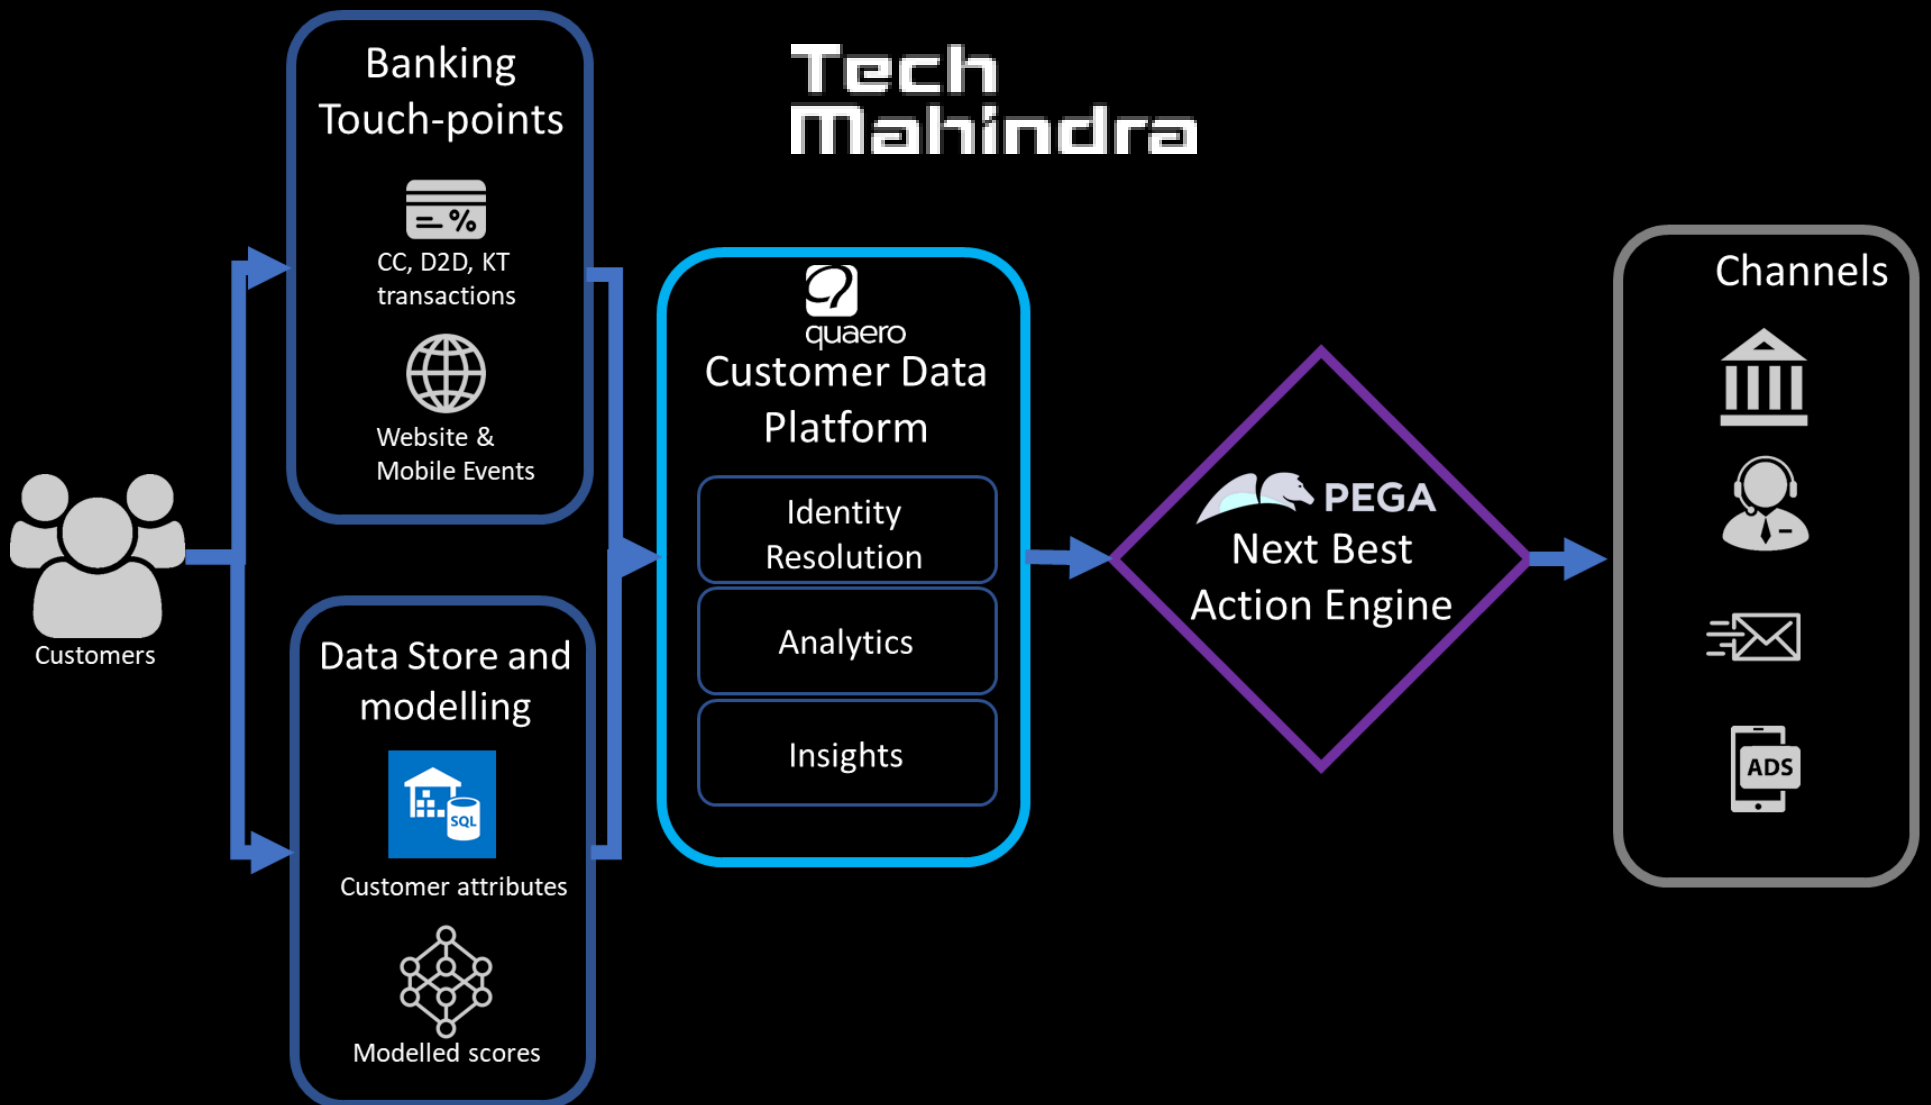 Banking
Touch-points
CC, D2D, KT
transactions
Website &
Mobile Events
Customers
Data Store and
modelling
SQL
Customer attributes
Modelled scores
Tech
Mahindra
quaero
Customer Data
Platform
Identity
Resolution
Analytics
Insights
PEGA
Next Best
Action Engine
Channels
ADS